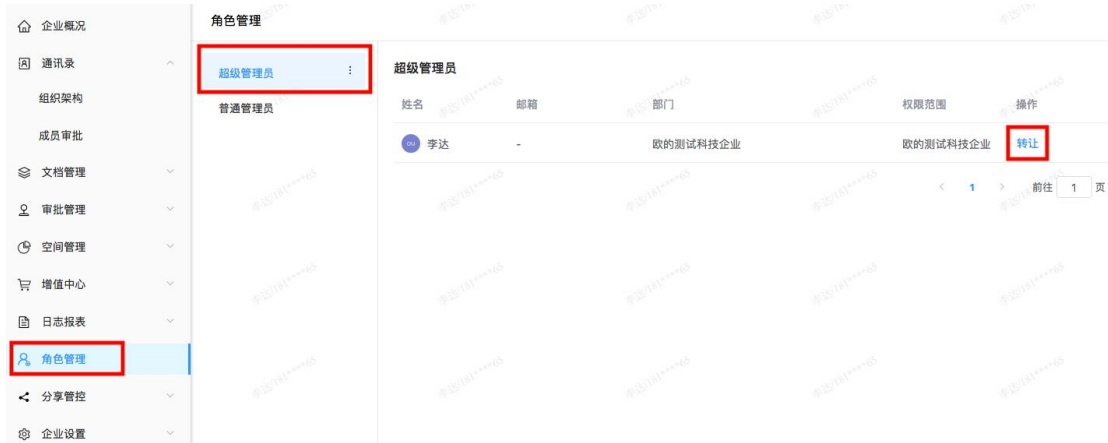 企业概况
通讯录
组织架构
成员审批
文档管理
审批管理
空间管理
增值中心
日志报表
角色管理
分享管控
企业设置
角色管理
超级管理员
普通管理员
超级管理员
姓名 邮箱 部门 权限范围 操作
OU 李达 - 欧的测试科技企业 欧的测试科技企业 转让
< 1 > 前往 1 页
李达/181****65